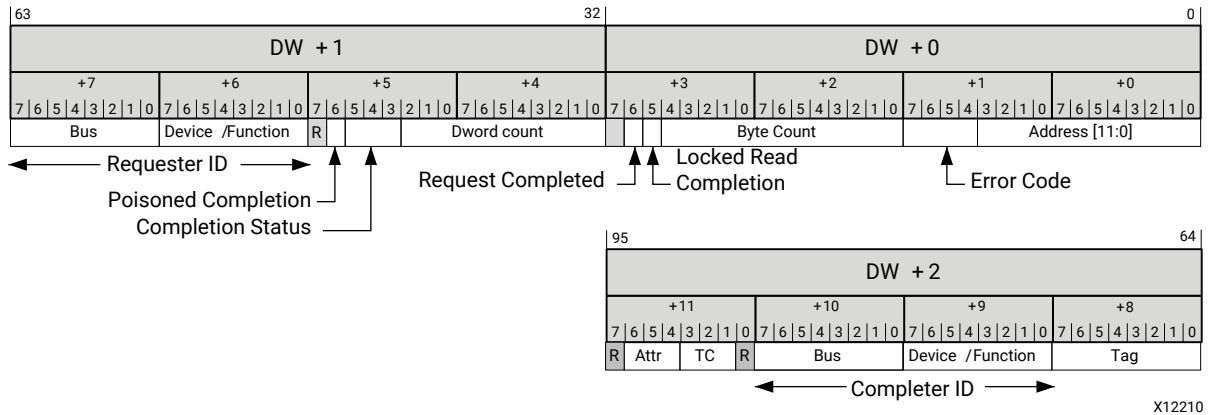 63 32 0
DW + 1 DW + 0
+7 +6 +5 +4 +3 +2 +1 +0
7 6 5 4 3 2 1 0 7 6 5 4 3 2 1 0 7 6 5 4 3 2 1 0 7 6 5 4 3 2 1 0 7 6 5 4 3 2 1 0 7 6 5 4 3 2 1 0 7 6 5 4 3 2 1 0 7 6 5 4 3 2 1 0
Bus Device /Function R Dword count Byte Count Address [11:0]
Requester ID
Poisoned Completion
Completion Status
Request Completed
Locked Read
Completion
Error Code
95 64
DW + 2
+11 +10 +9 +8
7 6 5 4 3 2 1 0 7 6 5 4 3 2 1 0 7 6 5 4 3 2 1 0 7 6 5 4 3 2 1 0
R Attr TC R Bus Device /Function Tag
Completer ID
X12210